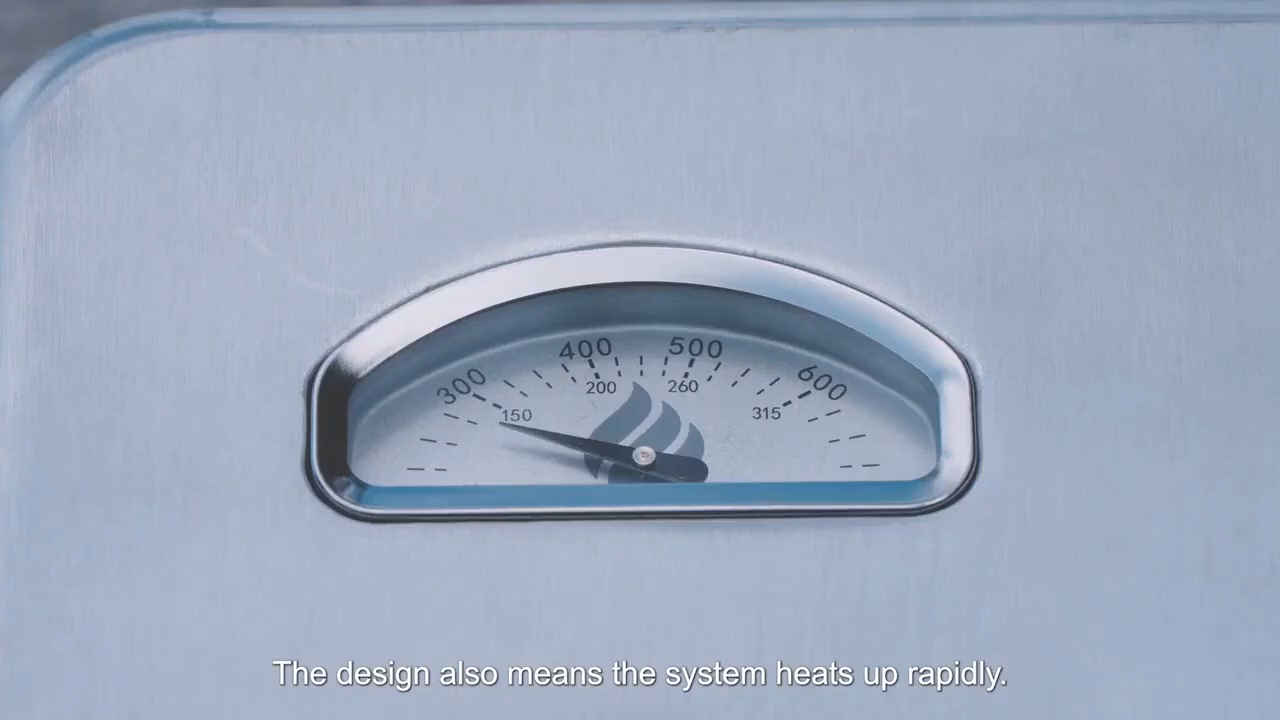 400 500
300 600
200 260
150 315
The design also means the system heats up rapidly.